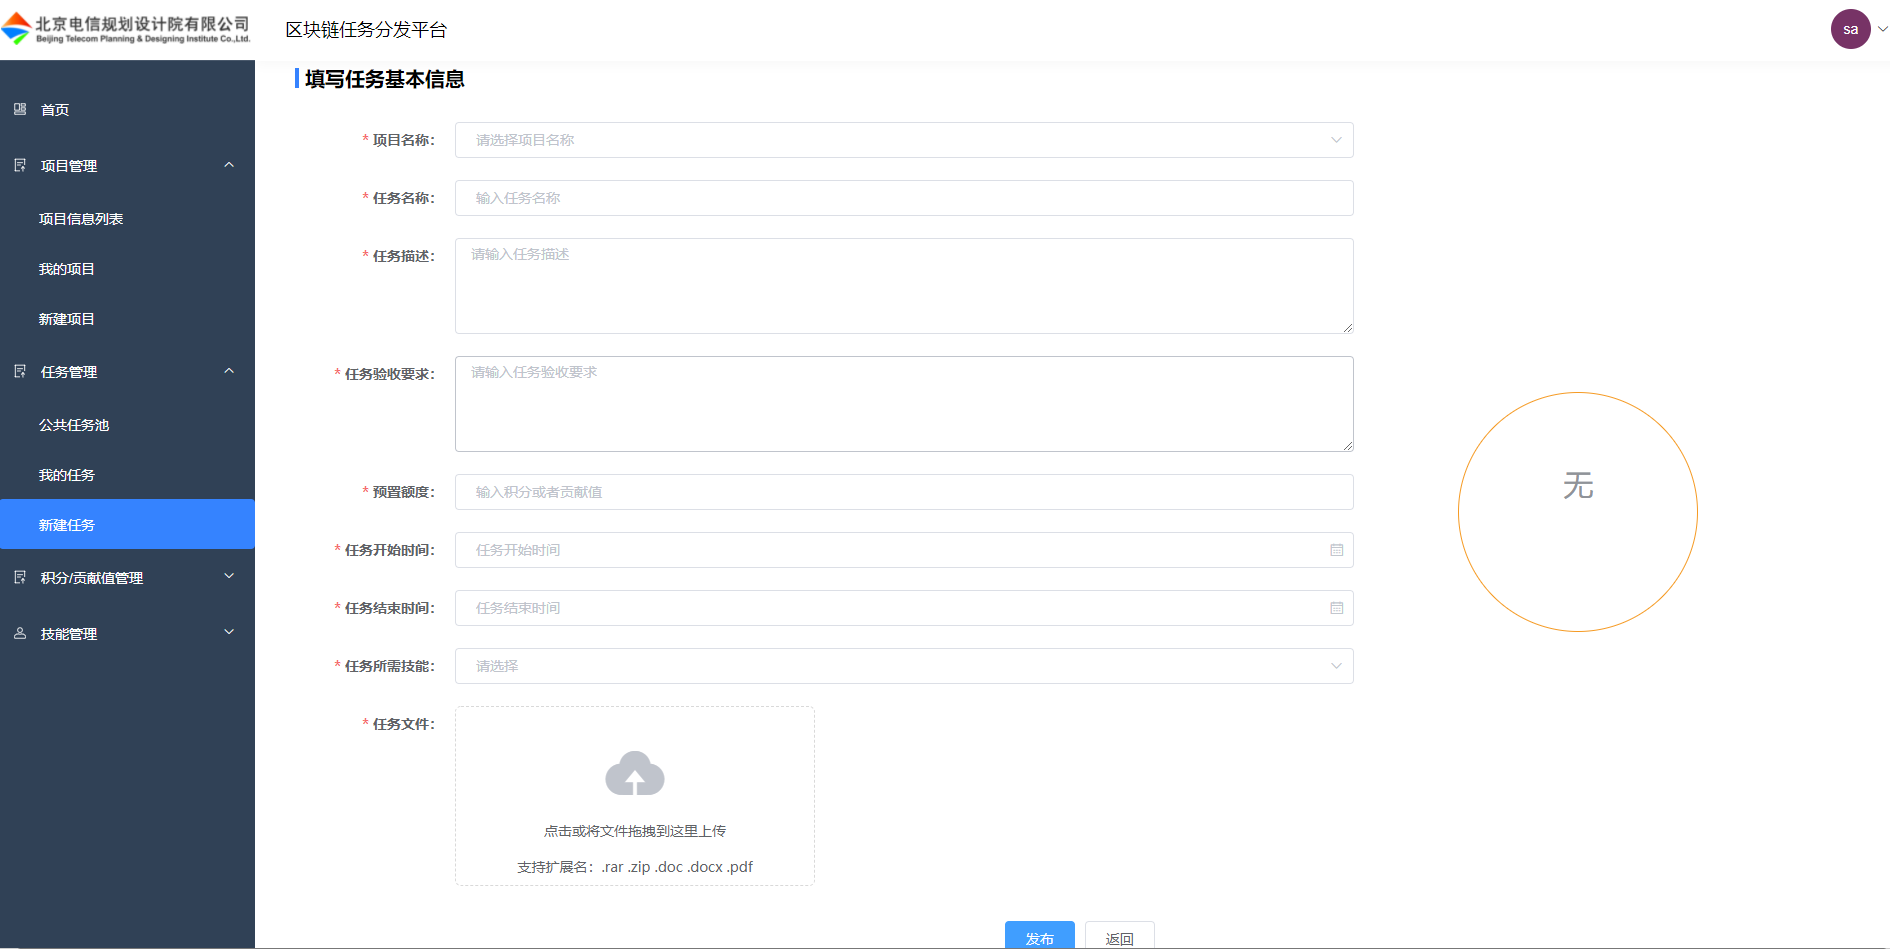 北京电信规划设计院有限公司
Beijing Telecom Planning & Designing Institute Co.,Ltd.
区块链任务分发平台
sa
首页
项目管理
项目信息列表
我的项目
新建项目
任务管理
公共任务池
我的任务
新建任务
积分/贡献值管理
技能管理
填写任务基本信息
* 项目名称：
请选择项目名称
* 任务名称：
输入任务名称
* 任务描述：
请输入任务描述
* 任务验收要求：
请输入任务验收要求
* 预置额度：
输入积分或者贡献值
* 任务开始时间：
任务开始时间
* 任务结束时间：
任务结束时间
* 任务所需技能：
请选择
* 任务文件：
点击或将文件拖拽到这里上传
支持扩展名：.rar .zip .doc .docx .pdf
无
发布
返回